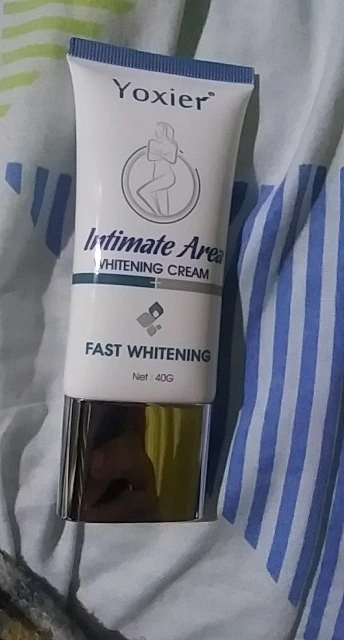 Yoxier®
Intimate Area
WHITENING CREAM
FAST WHITENING
Net : 40G